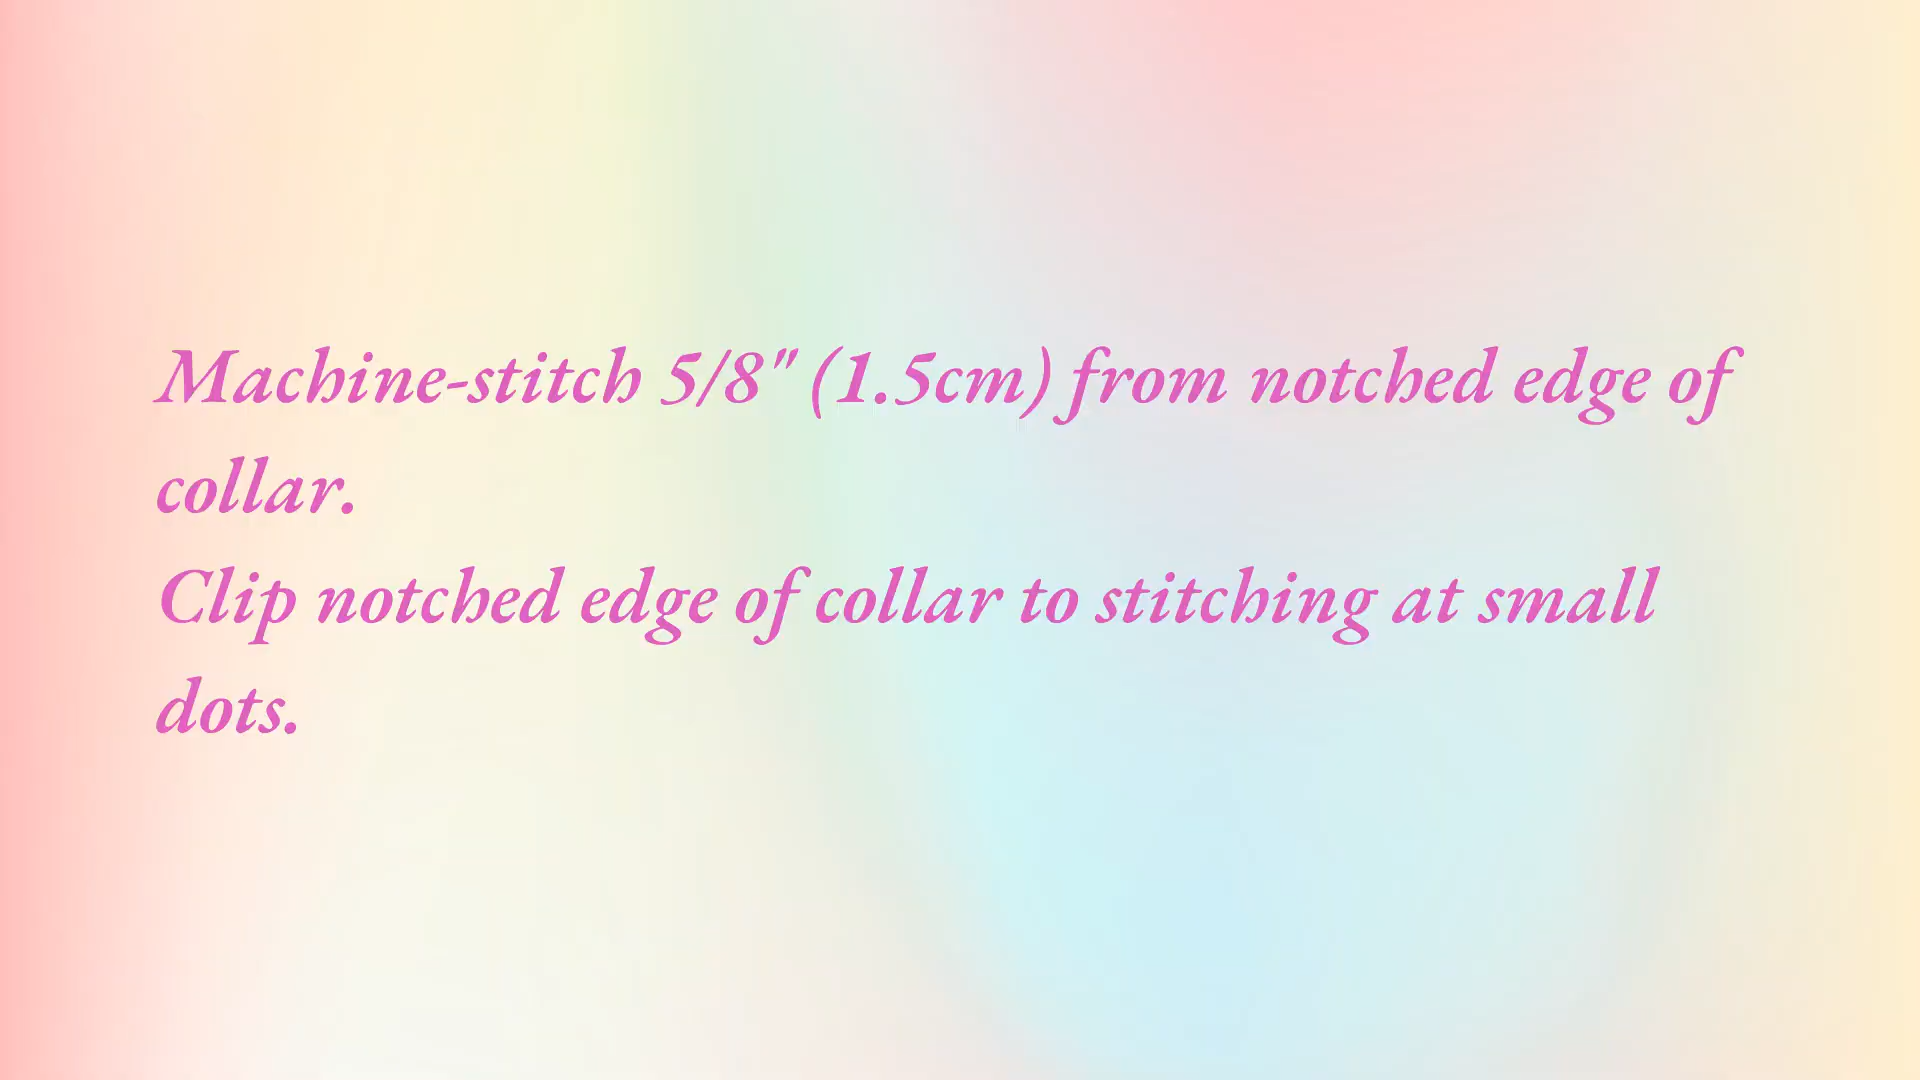 Machine-stitch 5/8" (1.5cm) from notched edge of
collar.
Clip notched edge of collar to stitching at small
dots.